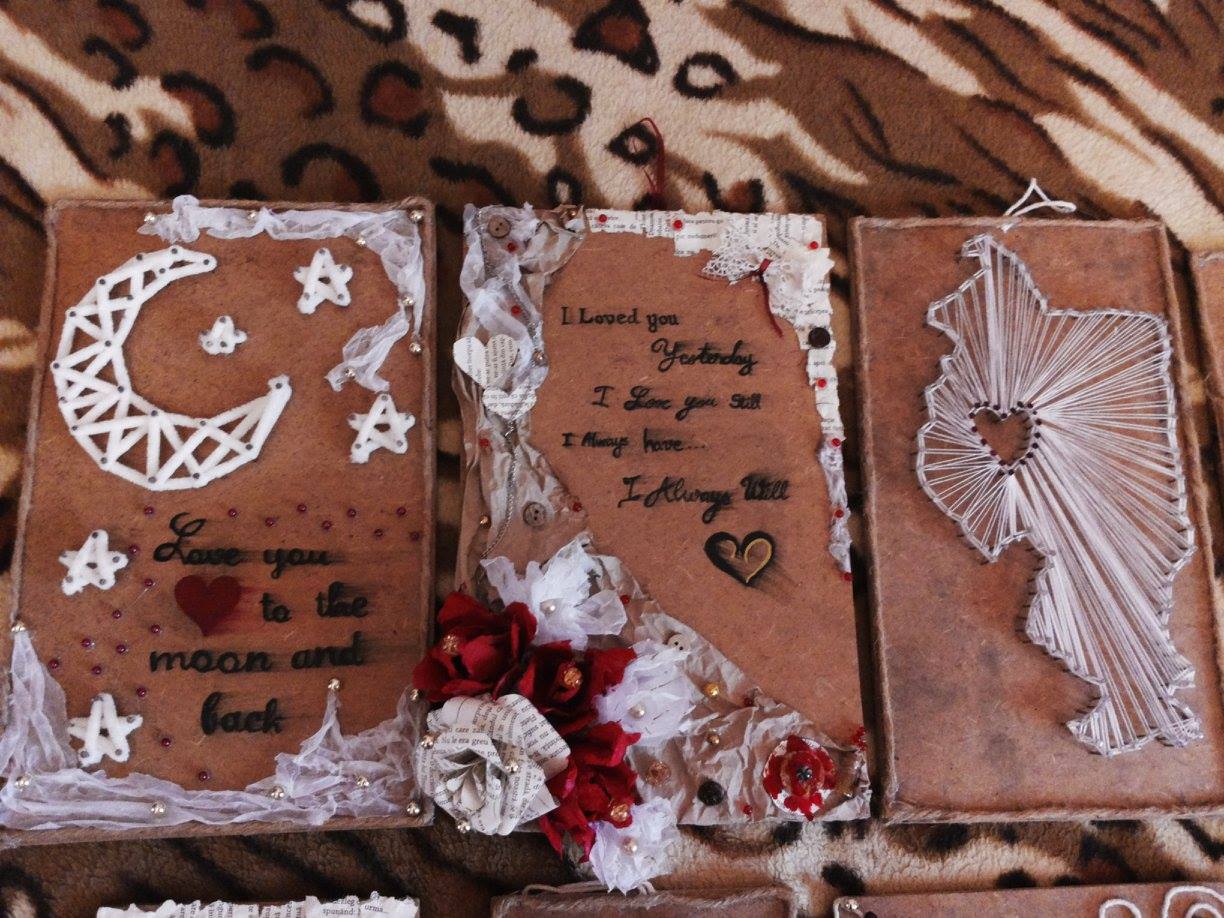 Love you
to the
moon and
back
I Loved you
Yesterday
I Love you Still
I Always have...
I Always Will